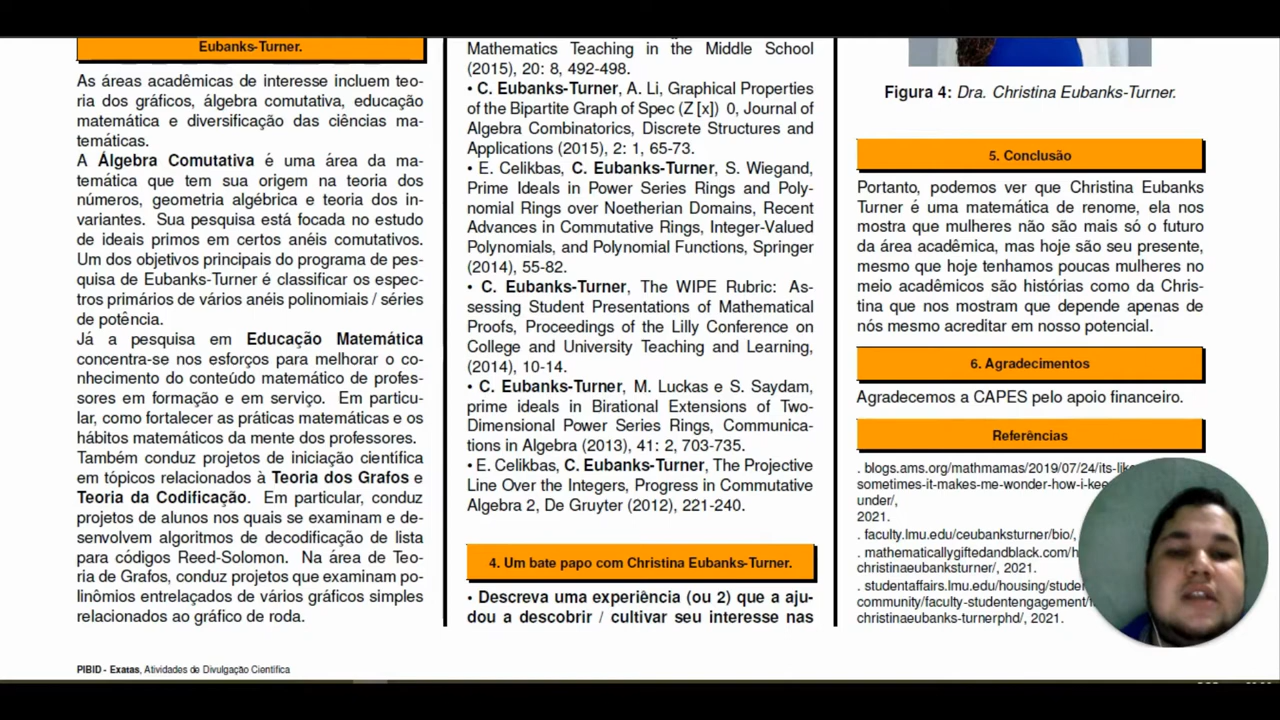 Eubanks-Turner.
As áreas acadêmicas de interesse incluem teo-
ria dos gráficos, álgebra comutativa, educação
matemática e diversificação das ciências ma-
temáticas.
A Álgebra Comutativa é uma área da ma-
temática que tem sua origem na teoria dos
números, geometria algébrica e teoria dos in-
variantes. Sua pesquisa está focada no estudo
de ideais primos em certos anéis comutativos.
Um dos objetivos principais do programa de pes-
quisa de Eubanks-Turner é classificar os espec-
tros primários de vários anéis polinomiais / séries
de potência.
Já a pesquisa em Educação Matemática
concentra-se nos esforços para melhorar o co-
nhecimento do conteúdo matemático de profes-
sores em formação e em serviço. Em particu-
lar, como fortalecer as práticas matemáticas e os
hábitos matemáticos da mente dos professores.
Também conduz projetos de iniciação científica
em tópicos relacionados à Teoria dos Grafos e
Teoria da Codificação. Em particular, conduz
projetos de alunos nos quais se examinam e de-
senvolvem algoritmos de decodificação de lista
para códigos Reed-Solomon. Na área de Teo-
ria de Grafos, conduz projetos que examinam po-
linômios entrelaçados de vários gráficos simples
relacionados ao gráfico de roda.
Mathematics Teaching in the Middle School
(2015), 20: 8, 492-498.
• C. Eubanks-Turner, A. Li, Graphical Properties
of the Bipartite Graph of Spec (Z [x]) 0, Journal of
Algebra Combinatorics, Discrete Structures and
Applications (2015), 2: 1, 65-73.
• E. Celikbas, C. Eubanks-Turner, S. Wiegand,
Prime Ideals in Power Series Rings and Poly-
nomial Rings over Noetherian Domains, Recent
Advances in Commutative Rings, Integer-Valued
Polynomials, and Polynomial Functions, Springer
(2014), 55-82.
• C. Eubanks-Turner, The WIPE Rubric: As-
sessing Student Presentations of Mathematical
Proofs, Proceedings of the Lilly Conference on
College and University Teaching and Learning,
(2014), 10-14.
• C. Eubanks-Turner, M. Luckas e S. Saydam,
prime ideals in Birational Extensions of Two-
Dimensional Power Series Rings, Communica-
tions in Algebra (2013), 41: 2, 703-735.
• E. Celikbas, C. Eubanks-Turner, The Projective
Line Over the Integers, Progress in Commutative
Algebra 2, De Gruyter (2012), 221-240.
4. Um bate papo com Christina Eubanks-Turner.
• Descreva uma experiência (ou 2) que a aju-
dou a descobrir / cultivar seu interesse nas
Figura 4: Dra. Christina Eubanks-Turner.
5. Conclusão
Portanto, podemos ver que Christina Eubanks
Turner é uma matemática de renome, ela nos
mostra que mulheres não são mais só o futuro
da área acadêmica, mas hoje são seu presente,
mesmo que hoje tenhamos poucas mulheres no
meio acadêmicos são histórias como da Chris-
tina que nos mostram que depende apenas de
nós mesmo acreditar em nosso potencial.
6. Agradecimentos
Agradecemos a CAPES pelo apoio financeiro.
Referências
. blogs.ams.org/mathmamas/2019/07/24/its-lik
sometimes-it-makes-me-wonder-how-i-kee
under/,
2021.
. faculty.lmu.edu/ceubanksturner/bio/,
. mathematicallygiftedandblack.com/h
christinaeubanksturner/, 2021.
. studentaffairs.lmu.edu/housing/studen
community/faculty-studentengagement/
christinaeubanks-turnerphd/, 2021.
PIBID - Exatas, Atividades de Divulgação Científica